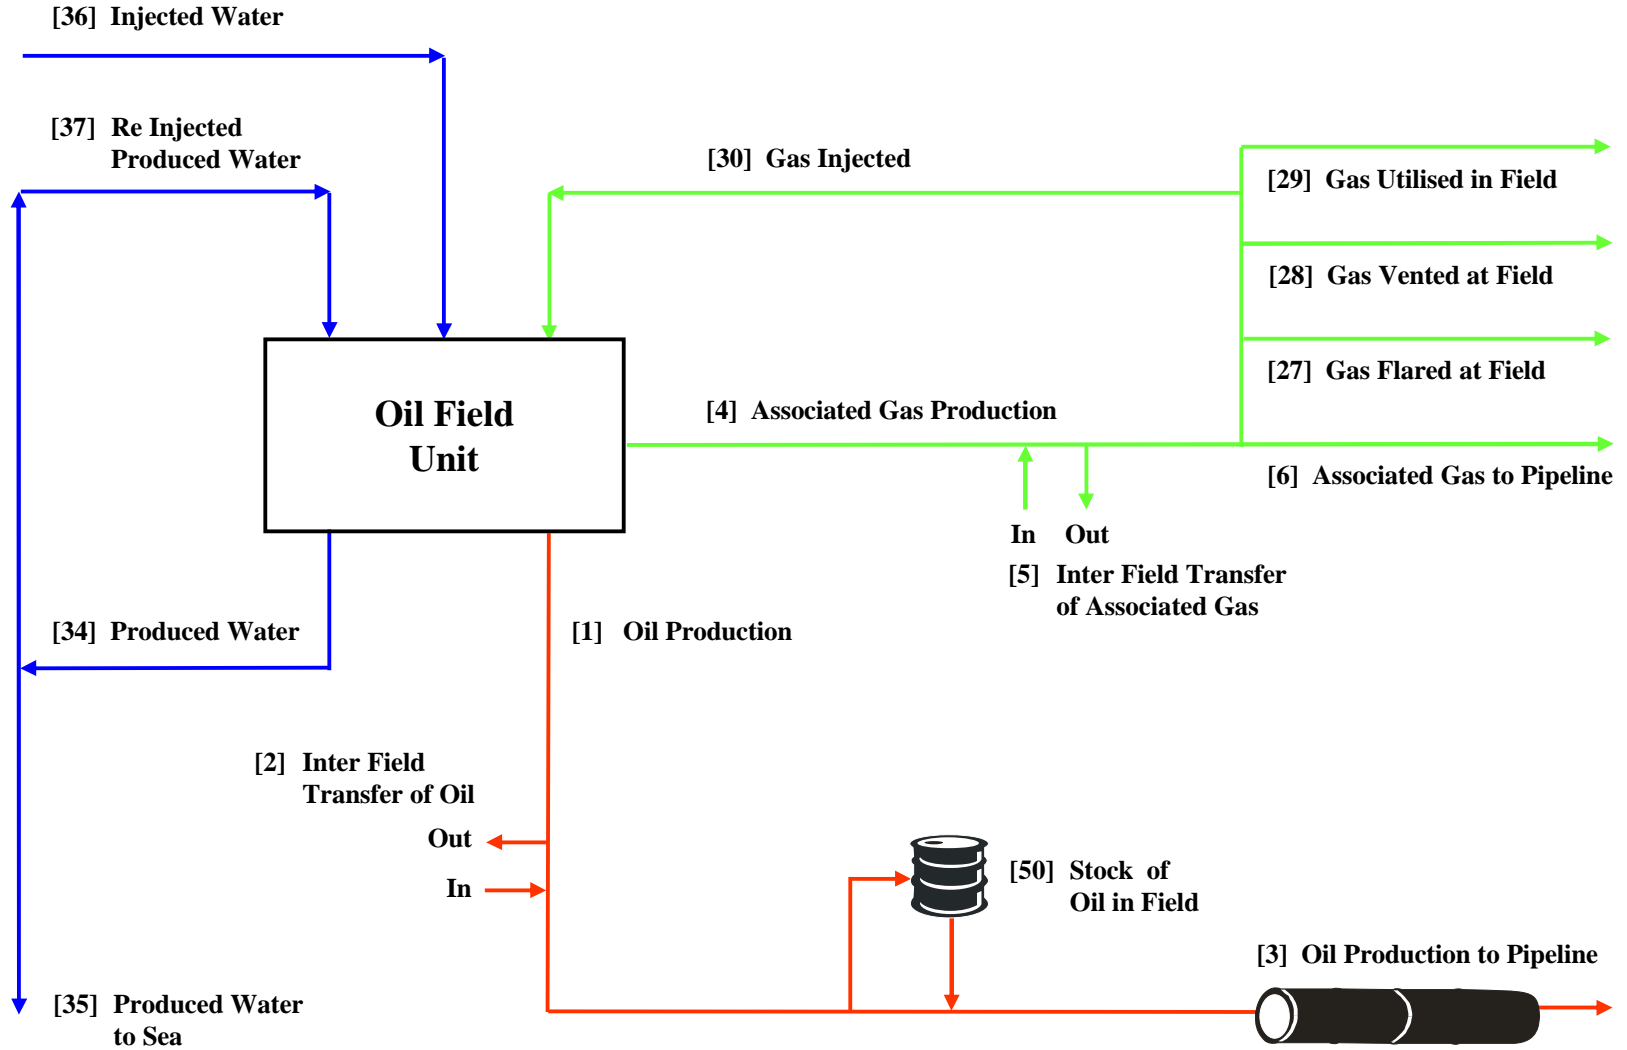 [36] Injected Water
[37] Re Injected
Produced Water
[30] Gas Injected
[29] Gas Utilised in Field
[28] Gas Vented at Field
[27] Gas Flared at Field
[4] Associated Gas Production
[6] Associated Gas to Pipeline
Oil Field
Unit
In Out
[5] Inter Field Transfer
of Associated Gas
[34] Produced Water
[1] Oil Production
[2] Inter Field
Transfer of Oil
Out
In
[50] Stock of
Oil in Field
[3] Oil Production to Pipeline
[35] Produced Water
to Sea